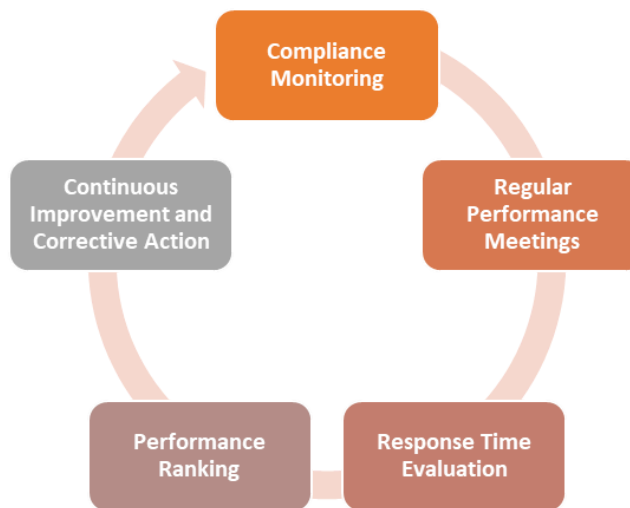 Compliance
Monitoring
Regular
Performance
Meetings
Response Time
Evaluation
Performance
Ranking
Continuous
Improvement and
Corrective Action